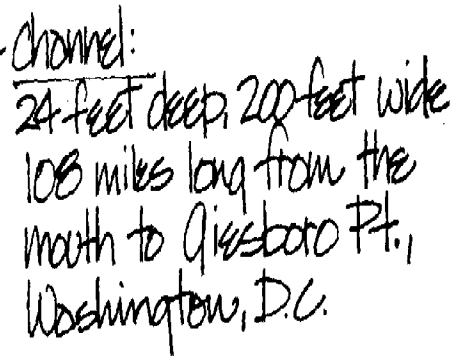 - Channel:
24 feet deep, 200 feet wide
108 miles long from the
mouth to Giesboro Pt.,
Washington, D.C.